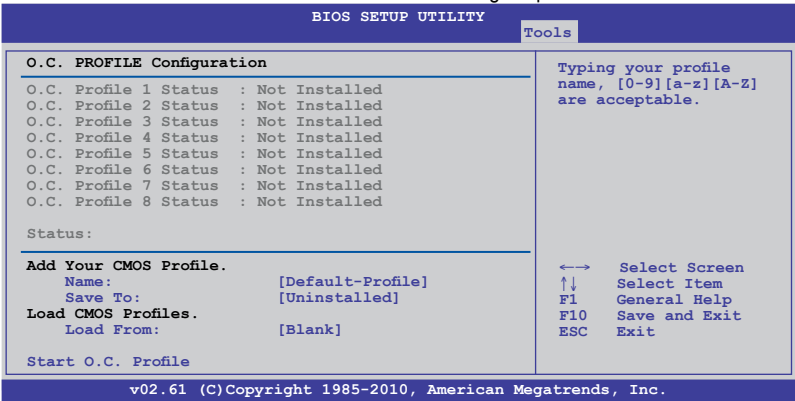 BIOS SETUP UTILITY
Tools
O.C. PROFILE Configuration
O.C. Profile 1 Status : Not Installed
O.C. Profile 2 Status : Not Installed
O.C. Profile 3 Status : Not Installed
O.C. Profile 4 Status : Not Installed
O.C. Profile 5 Status : Not Installed
O.C. Profile 6 Status : Not Installed
O.C. Profile 7 Status : Not Installed
O.C. Profile 8 Status : Not Installed
Status:
Add Your CMOS Profile.
Name: [Default-Profile]
Save To: [Uninstalled]
Load CMOS Profiles.
Load From: [Blank]
Start O.C. Profile
Typing your profile
name, [0-9][a-z][A-Z]
are acceptable.
←→ Select Screen
↑↓ Select Item
F1 General Help
F10 Save and Exit
ESC Exit
v02.61 (C)Copyright 1985-2010, American Megatrends, Inc.